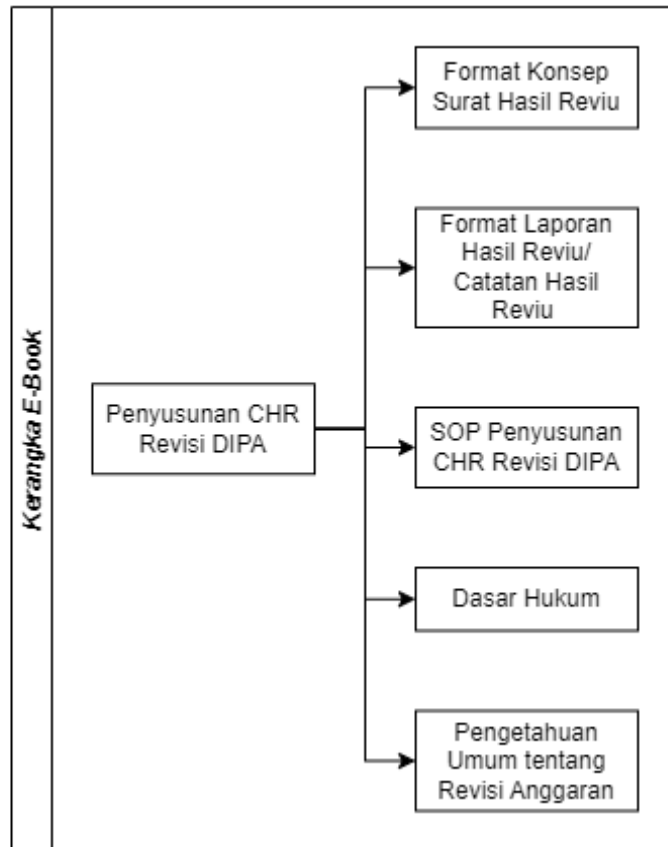 Kerangka E-Book
Penyusunan CHR
Revisi DIPA
Format Konsep
Surat Hasil Reviu
Format Laporan
Hasil Reviu/
Catatan Hasil
Reviu
SOP Penyusunan
CHR Revisi DIPA
Dasar Hukum
Pengetahuan
Umum tentang
Revisi Anggaran